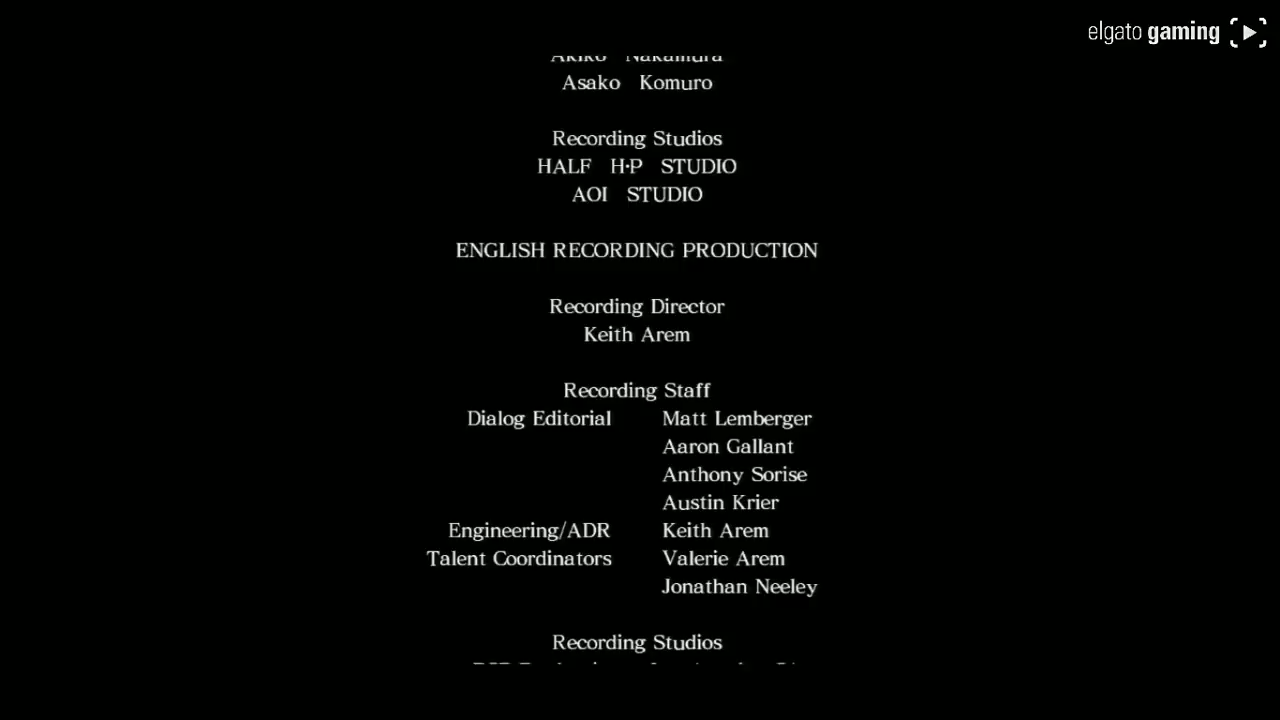 elgato gaming
Akiko Nakamura
Asako Komuro
Recording Studios
HALF H·P STUDIO
AOI STUDIO
ENGLISH RECORDING PRODUCTION
Recording Director
Keith Arem
Recording Staff
Dialog Editorial Matt Lemberger
Aaron Gallant
Anthony Sorise
Austin Krier
Engineering/ADR Keith Arem
Talent Coordinators Valerie Arem
Jonathan Neeley
Recording Studios